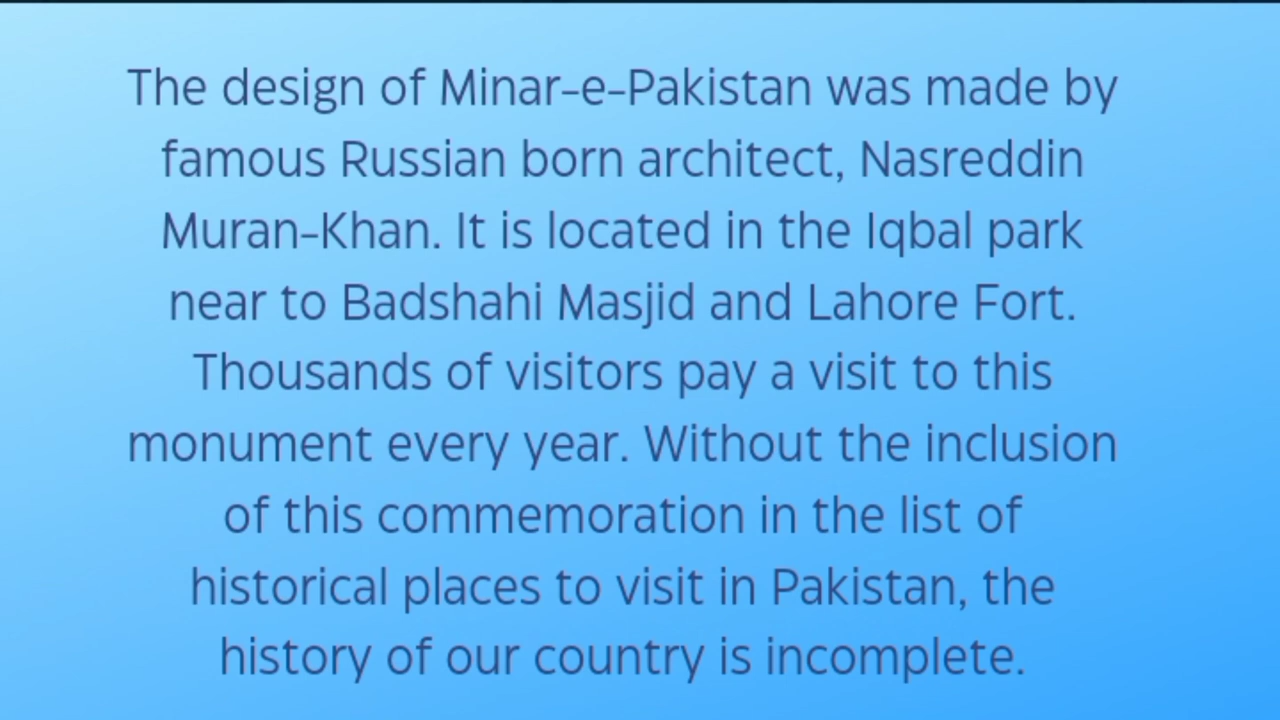 The design of Minar-e-Pakistan was made by
famous Russian born architect, Nasreddin
Muran-Khan. It is located in the Iqbal park
near to Badshahi Masjid and Lahore Fort.
Thousands of visitors pay a visit to this
monument every year. Without the inclusion
of this commemoration in the list of
historical places to visit in Pakistan, the
history of our country is incomplete.